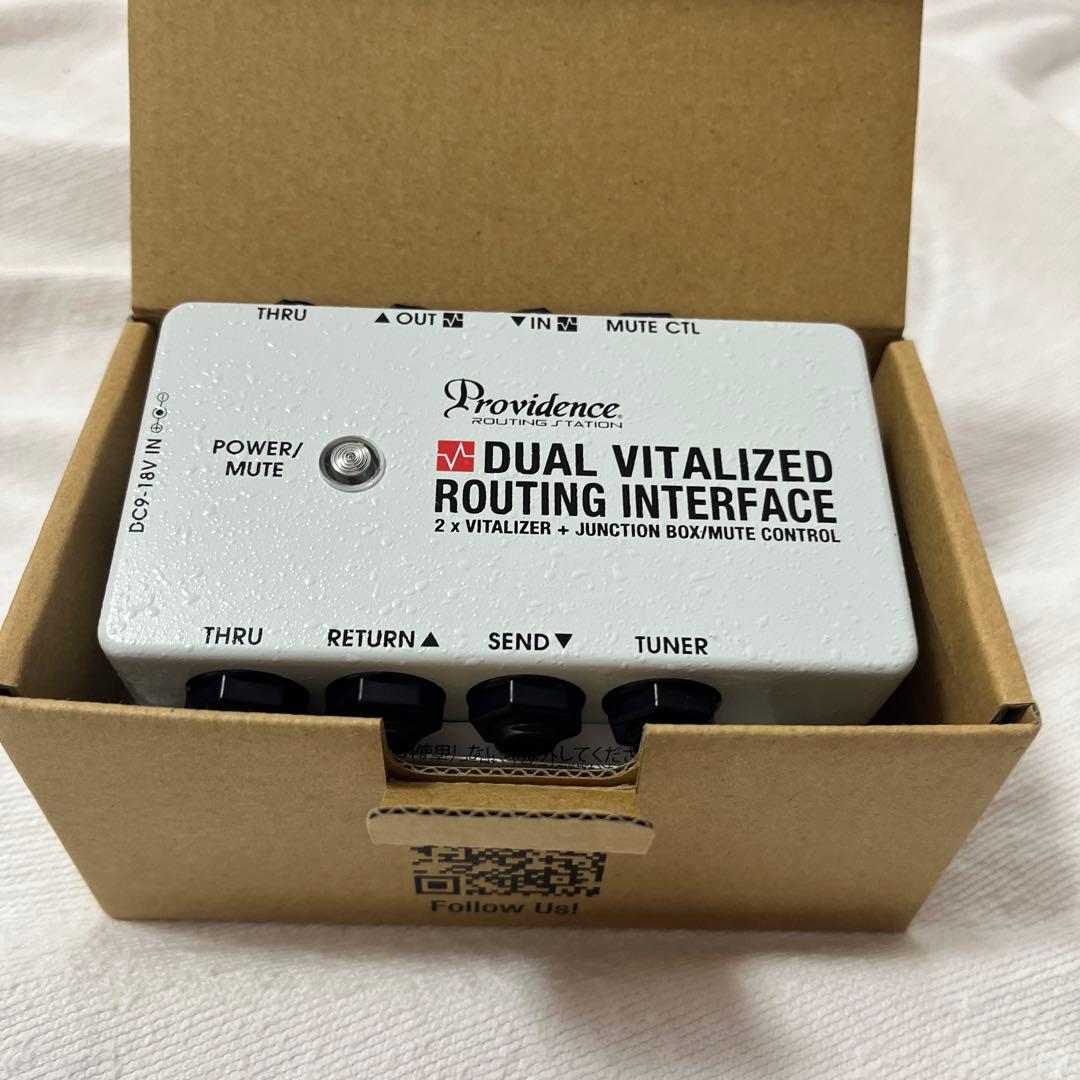 THRU ▲OUT ▼IN MUTE CTL
Providence®
ROUTING STATION
DC9-18V IN
POWER/
MUTE
DUAL VITALIZED
ROUTING INTERFACE
2 x VITALIZER + JUNCTION BOX/MUTE CONTROL
THRU RETURN▲ SEND▼ TUNER
Follow Us!